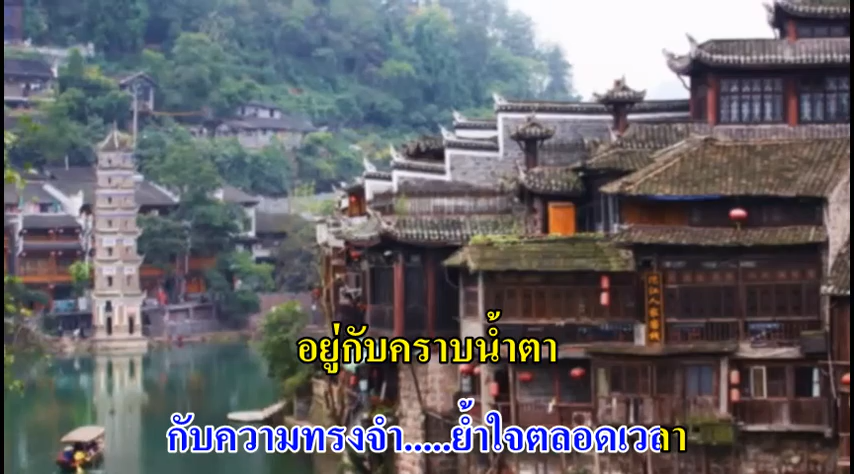 อยู่กับคราบน้ำตา
กับความทรงจำ.....ย้ำใจตลอดเวลา